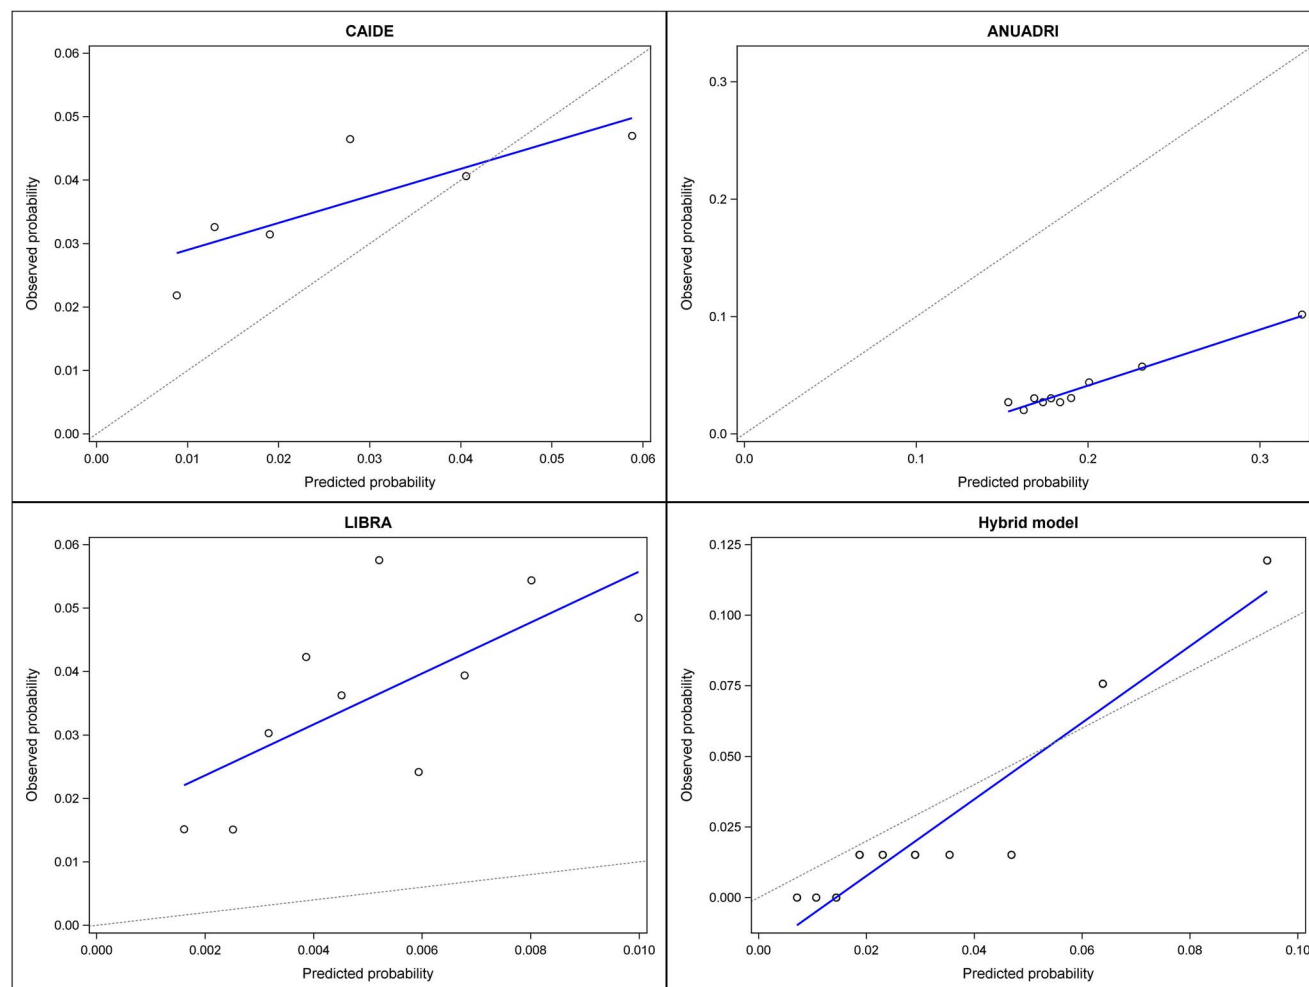 CAIDE
0.06
0.05
0.04
0.03
0.02
0.01
0.00
Observed probability
0.00 0.01 0.02 0.03 0.04 0.05 0.06
Predicted probability
ANUADRI
0.3
0.2
0.1
0.0
Observed probability
0.0 0.1 0.2 0.3
Predicted probability
LIBRA
0.06
0.05
0.04
0.03
0.02
0.01
0.00
Observed probability
0.000 0.002 0.004 0.006 0.008 0.010
Predicted probability
Hybrid model
0.125
0.100
0.075
0.050
0.025
0.000
Observed probability
0.00 0.02 0.04 0.06 0.08 0.10
Predicted probability